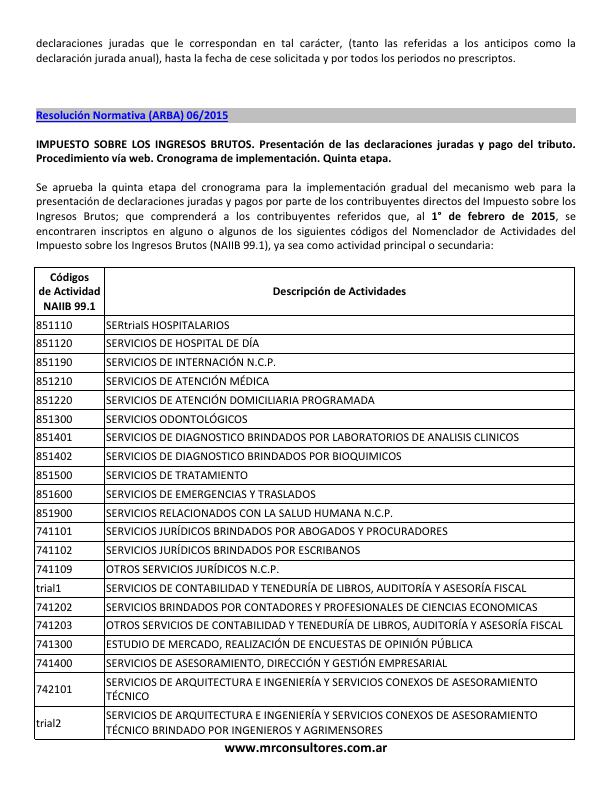 declaraciones juradas que le correspondan en tal carácter, (tanto las referidas a los anticipos como la
declaración jurada anual), hasta la fecha de cese solicitada y por todos los periodos no prescriptos.
Resolución Normativa (ARBA) 06/2015
IMPUESTO SOBRE LOS INGRESOS BRUTOS. Presentación de las declaraciones juradas y pago del tributo.
Procedimiento vía web. Cronograma de implementación. Quinta etapa.
Se aprueba la quinta etapa del cronograma para la implementación gradual del mecanismo web para la
presentación de declaraciones juradas y pagos por parte de los contribuyentes directos del Impuesto sobre los
Ingresos Brutos; que comprenderá a los contribuyentes referidos que, al 1° de febrero de 2015, se
encontraren inscriptos en alguno o algunos de los siguientes códigos del Nomenclador de Actividades del
Impuesto sobre los Ingresos Brutos (NAIIB 99.1), ya sea como actividad principal o secundaria:
Códigos
de Actividad
NAIIB 99.1
Descripción de Actividades
851110 SERtrialS HOSPITALARIOS
851120 SERVICIOS DE HOSPITAL DE DÍA
851190 SERVICIOS DE INTERNACIÓN N.C.P.
851210 SERVICIOS DE ATENCIÓN MÉDICA
851220 SERVICIOS DE ATENCIÓN DOMICILIARIA PROGRAMADA
851300 SERVICIOS ODONTOLÓGICOS
851401 SERVICIOS DE DIAGNOSTICO BRINDADOS POR LABORATORIOS DE ANALISIS CLINICOS
851402 SERVICIOS DE DIAGNOSTICO BRINDADOS POR BIOQUIMICOS
851500 SERVICIOS DE TRATAMIENTO
851600 SERVICIOS DE EMERGENCIAS Y TRASLADOS
851900 SERVICIOS RELACIONADOS CON LA SALUD HUMANA N.C.P.
741101 SERVICIOS JURÍDICOS BRINDADOS POR ABOGADOS Y PROCURADORES
741102 SERVICIOS JURÍDICOS BRINDADOS POR ESCRIBANOS
741109 OTROS SERVICIOS JURÍDICOS N.C.P.
trial1 SERVICIOS DE CONTABILIDAD Y TENEDURÍA DE LIBROS, AUDITORÍA Y ASESORÍA FISCAL
741202 SERVICIOS BRINDADOS POR CONTADORES Y PROFESIONALES DE CIENCIAS ECONOMICAS
741203 OTROS SERVICIOS DE CONTABILIDAD Y TENEDURÍA DE LIBROS, AUDITORÍA Y ASESORÍA FISCAL
741300 ESTUDIO DE MERCADO, REALIZACIÓN DE ENCUESTAS DE OPINIÓN PÚBLICA
741400 SERVICIOS DE ASESORAMIENTO, DIRECCIÓN Y GESTIÓN EMPRESARIAL
742101 SERVICIOS DE ARQUITECTURA E INGENIERÍA Y SERVICIOS CONEXOS DE ASESORAMIENTO
TÉCNICO
trial2 SERVICIOS DE ARQUITECTURA E INGENIERÍA Y SERVICIOS CONEXOS DE ASESORAMIENTO
TÉCNICO BRINDADO POR INGENIEROS Y AGRIMENSORES
www.mrconsultores.com.ar